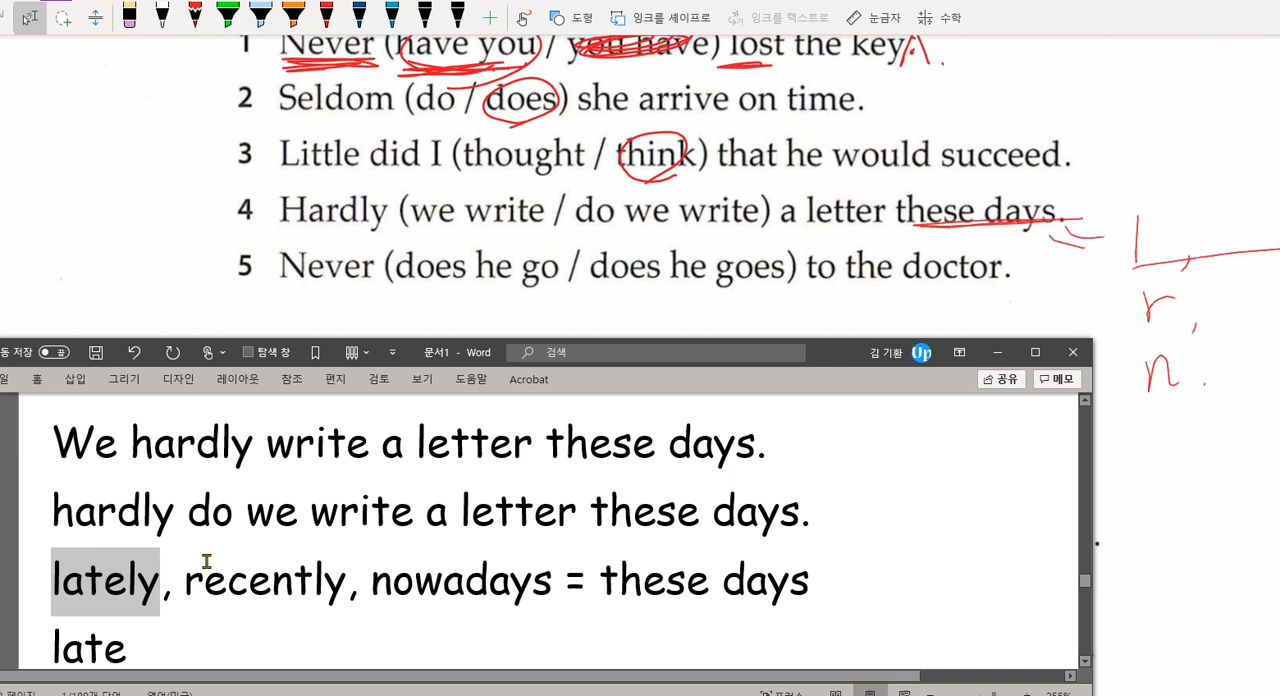 도형 잉크를 셰이프로 잉크를 텍스트로 눈금자 수학
1 Never (have you / you have) lost the key
2 Seldom (do / does) she arrive on time.
3 Little did I (thought / think) that he would succeed.
4 Hardly (we write / do we write) a letter these days.
5 Never (does he go / does he goes) to the doctor.
l
r,
n.
동 저장 끔 탐색 창 문서1 - Word 검색 김 기환 Up
일 홈 삽입 그리기 디자인 레이아웃 참조 편지 검토 보기 도움말 Acrobat 공유 메모
We hardly write a letter these days.
hardly do we write a letter these days.
lately, recently, nowadays = these days
late